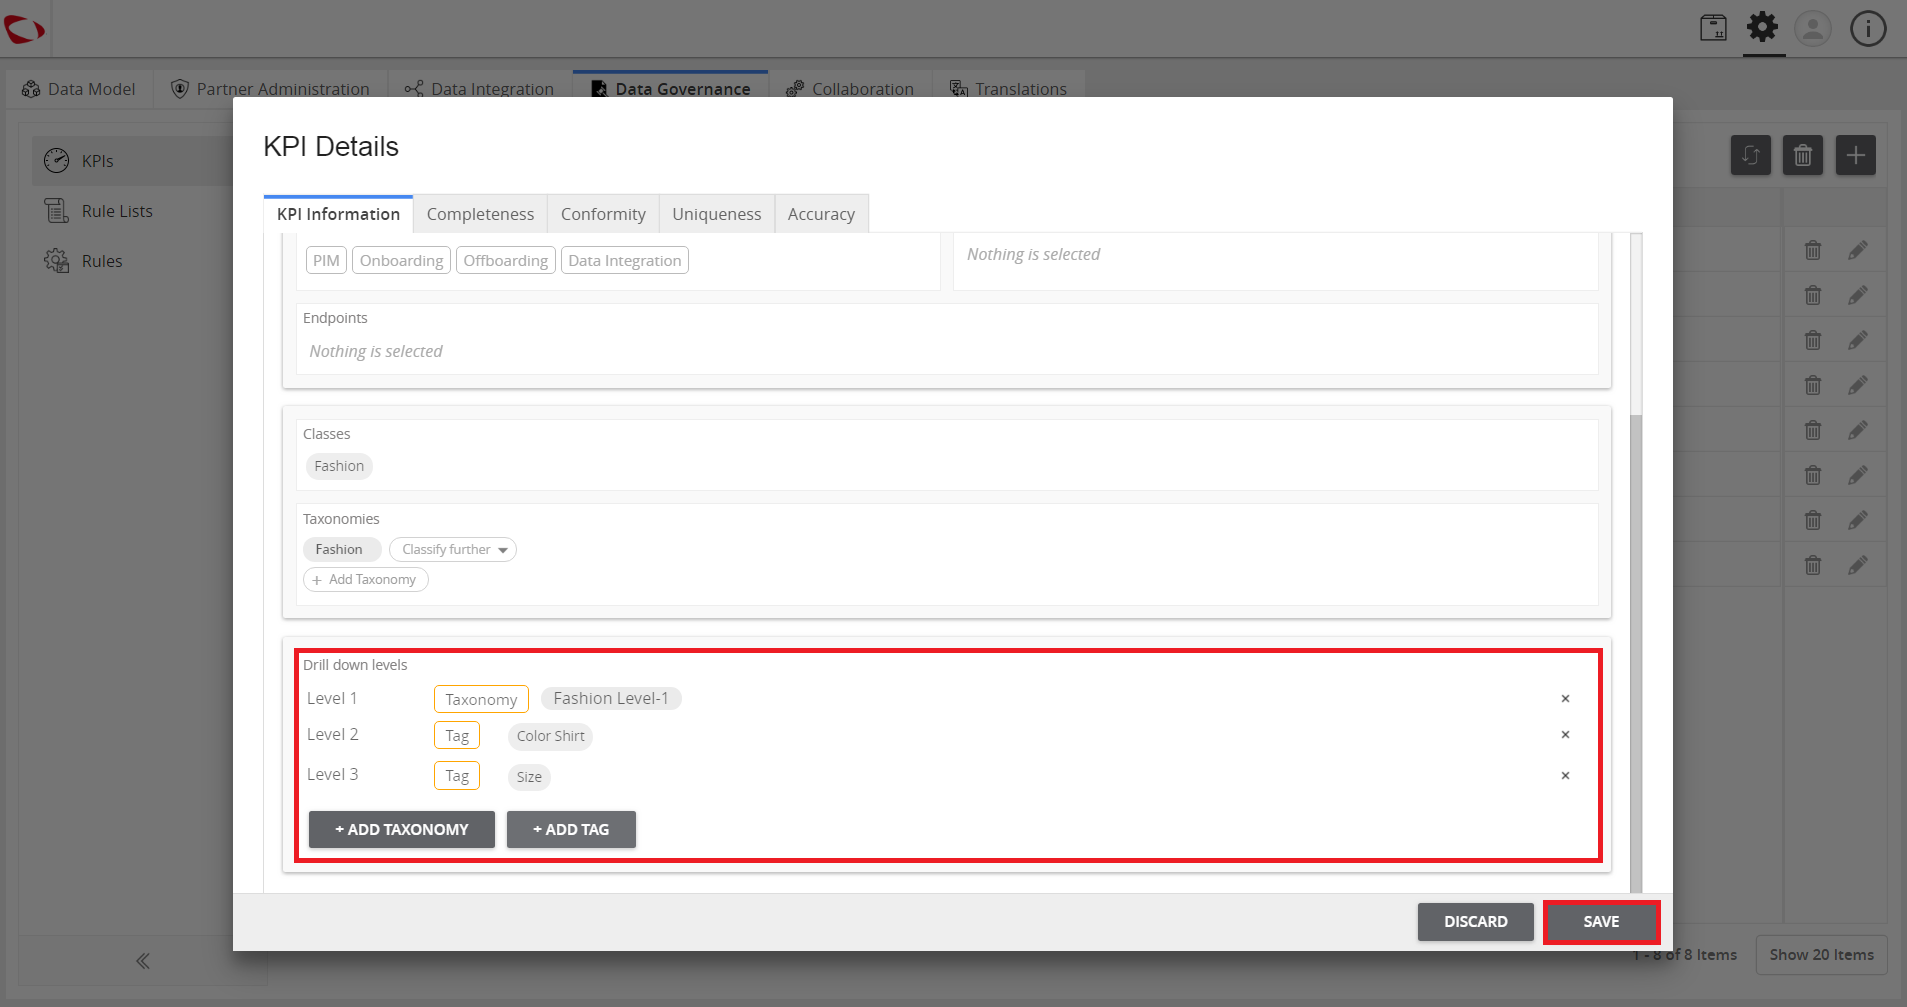 Data Model
Partner Administration
Data Integration
Data Governance
Collaboration
Translations
KPIs
Rule Lists
Rules
KPI Details
KPI Information
Completeness
Conformity
Uniqueness
Accuracy
PIM
Onboarding
Offboarding
Data Integration
Nothing is selected
Endpoints
Nothing is selected
Classes
Fashion
Taxonomies
Fashion
Classify further
+ Add Taxonomy
Drill down levels
Level 1 Taxonomy Fashion Level-1 ×
Level 2 Tag Color Shirt ×
Level 3 Tag Size ×
+ ADD TAXONOMY
+ ADD TAG
DISCARD
SAVE
1 - 8 of 8 Items
Show 20 Items